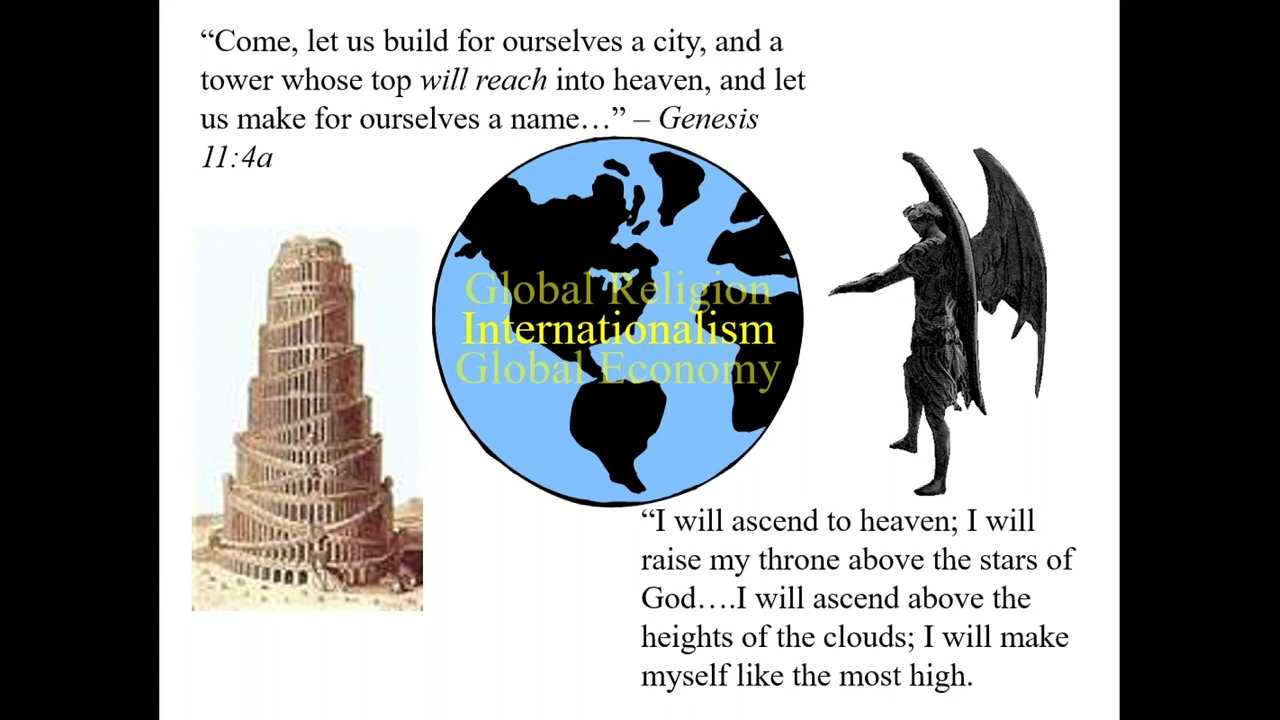 “Come, let us build for ourselves a city, and a
tower whose top will reach into heaven, and let
us make for ourselves a name…” – Genesis
11:4a
Global Religion
Internationalism
Global Economy
“I will ascend to heaven; I will
raise my throne above the stars of
God….I will ascend above the
heights of the clouds; I will make
myself like the most high.